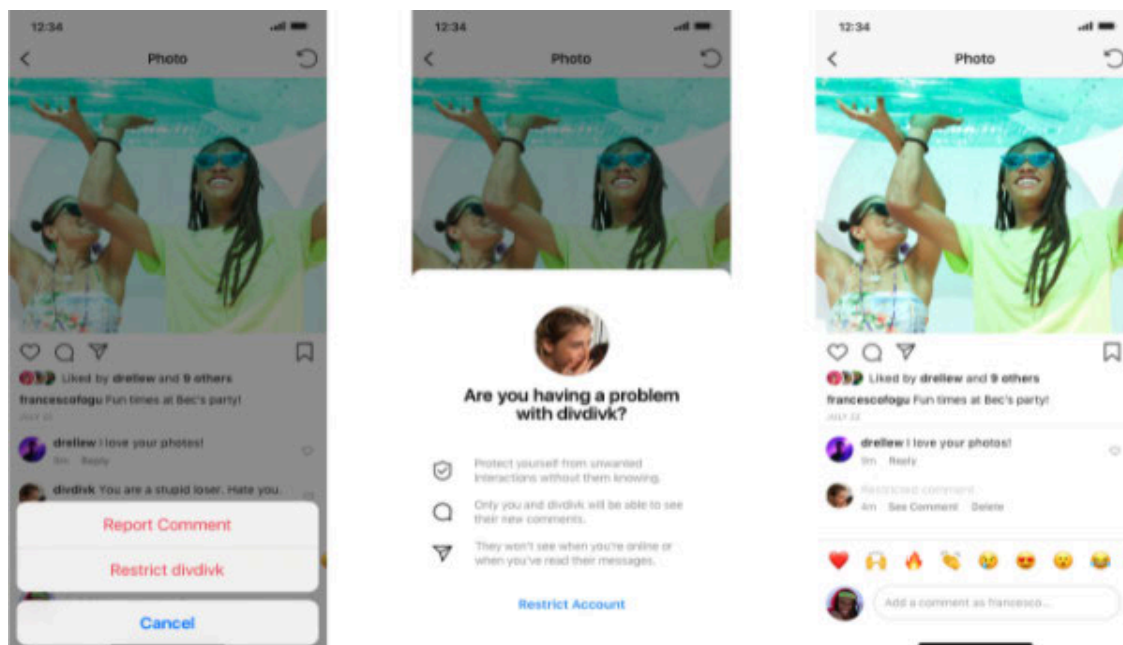 12:34
Photo
Liked by drellew and 9 others
francescofogu Fun times at Bec's party!
JULY 22
drellew I love your photos!
9m Reply
divdivk You are a stupid loser. Hate you.
Report Comment
Restrict divdivk
Cancel
12:34
Photo
Are you having a problem
with divdivk?
Protect yourself from unwanted
interactions without them knowing.
Only you and divdivk will be able to see
their new comments.
They won't see when you're online or
when you've read their messages.
Restrict Account
12:34
Photo
Liked by drellew and 9 others
francescofogu Fun times at Bec's party!
JULY 22
drellew I love your photos!
9m Reply
Restricted comment
4m See Comment Delete
Add a comment as francesco...